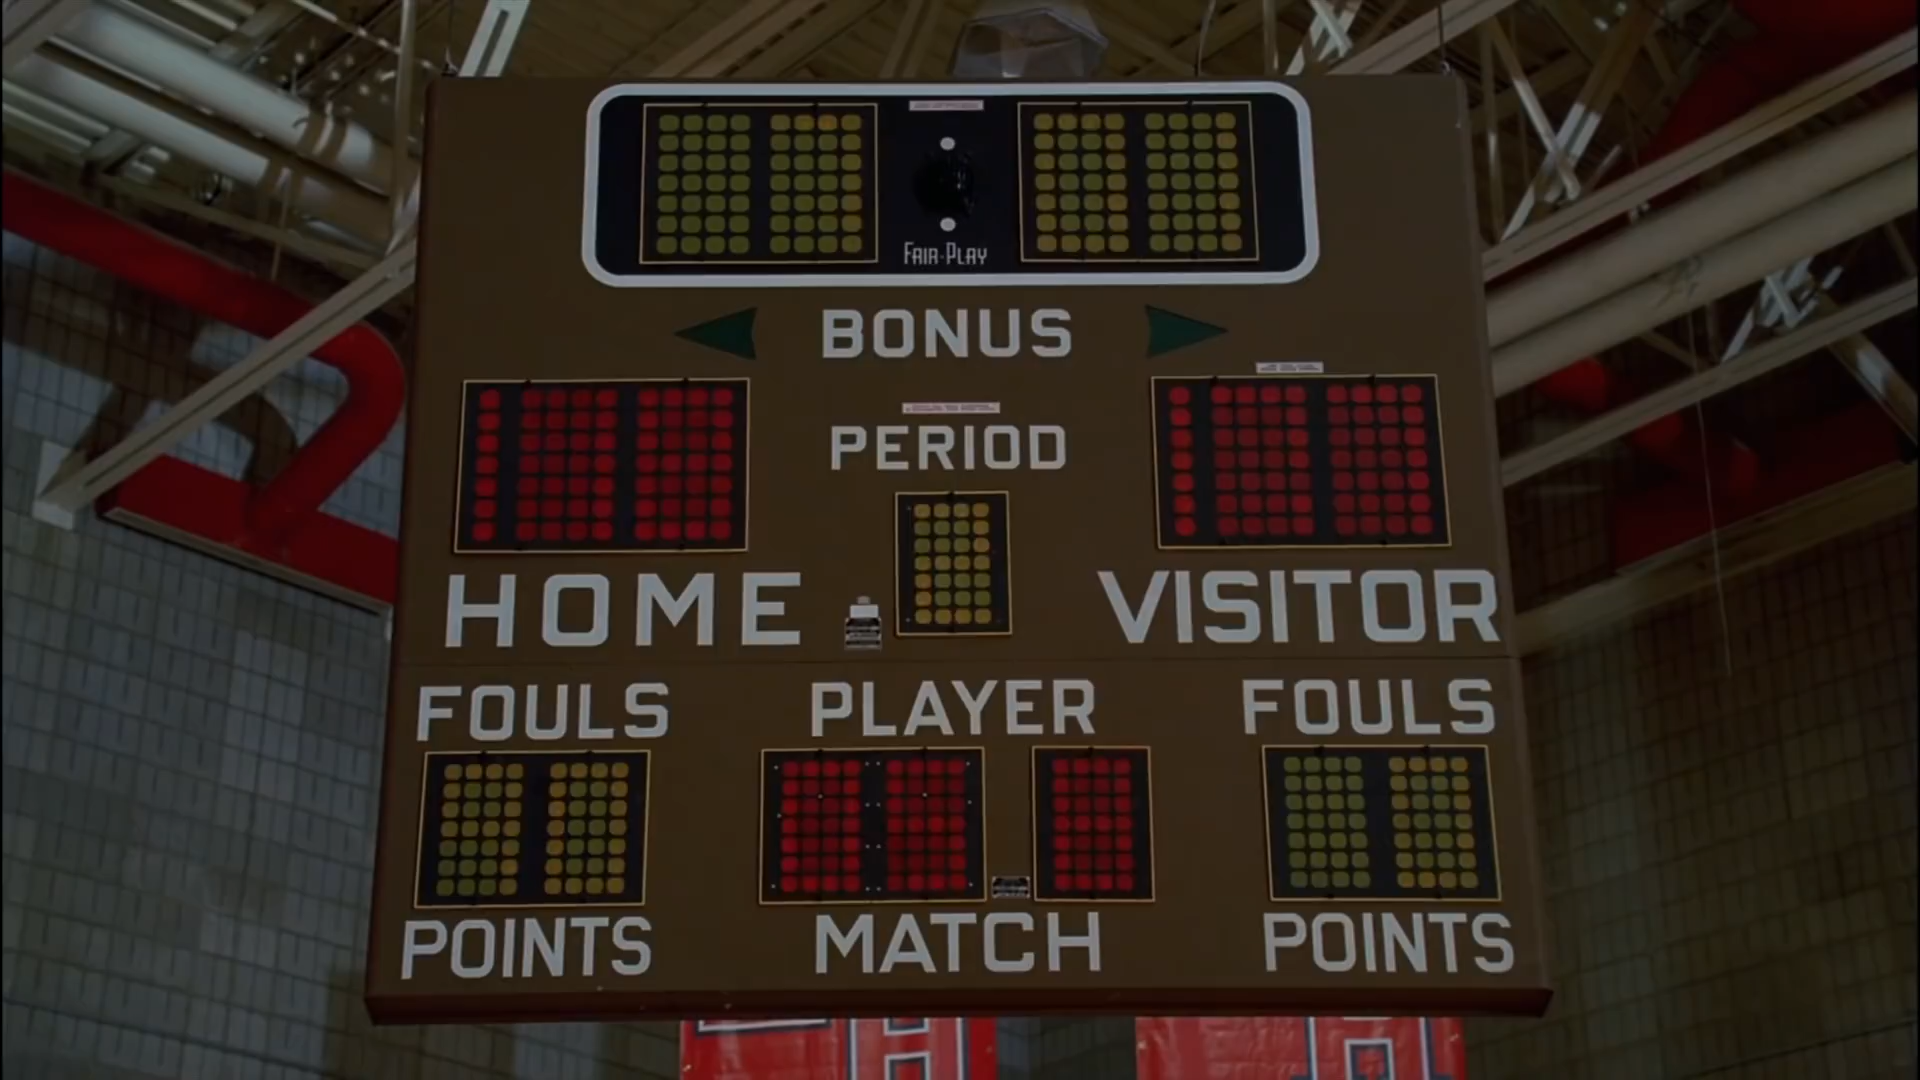 FAIR-PLAY
BONUS
PERIOD
HOME VISITOR
FOULS PLAYER FOULS
POINTS MATCH POINTS